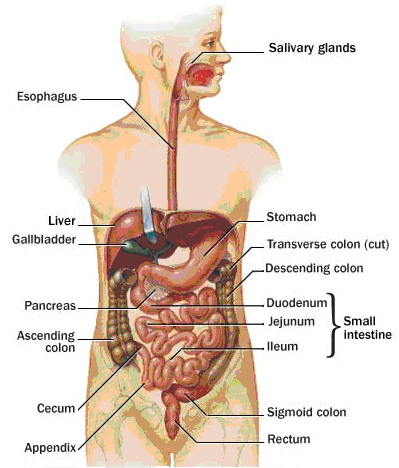 Salivary glands
Esophagus
Liver
Gallbladder
Stomach
Transverse colon (cut)
Descending colon
Pancreas
Duodenum
Jejunum
Ileum
Small
intestine
Ascending
colon
Cecum
Appendix
Sigmoid colon
Rectum